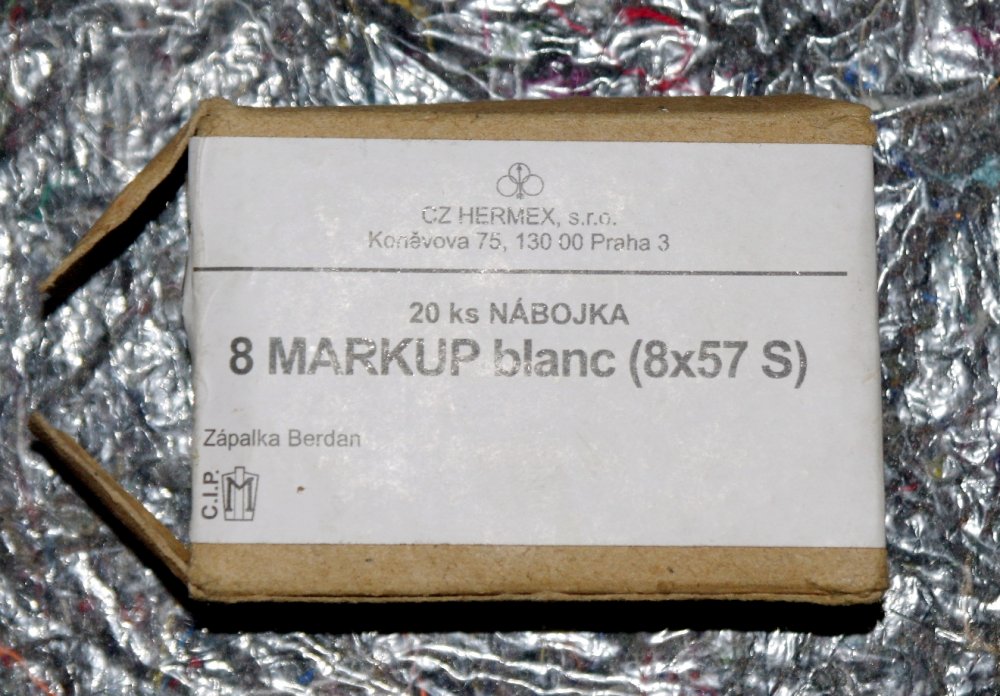 CZ HERMEX, s.r.o.
Koněvova 75, 130 00 Praha 3
20 ks NÁBOJKA
8 MARKUP blanc (8x57 S)
Zápalka Berdan
C.I.P.
M